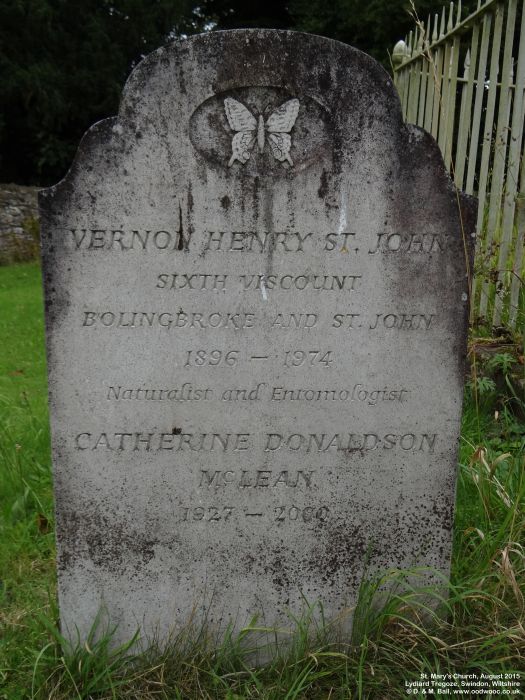 VERNON HENRY ST. JOHN
SIXTH VISCOUNT
BOLINGBROKE AND ST. JOHN
1896 – 1974
Naturalist and Entomologist
CATHERINE DONALDSON
McLEAN
1927 – 2000
St. Mary's Church, August 2015
Lydiard Tregoze, Swindon, Wiltshire
© D. & M. Ball, www.oodwooc.co.uk